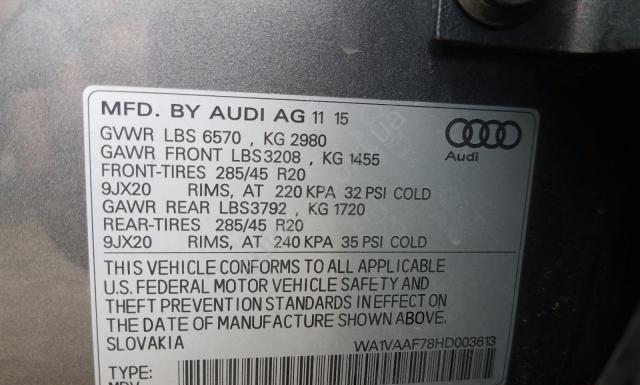 MFD. BY AUDI AG 11 15
GVWR LBS 6570 , KG 2980
GAWR FRONT LBS3208 , KG 1455
FRONT-TIRES 285/45 R20
9JX20 RIMS, AT 220 KPA 32 PSI COLD
GAWR REAR LBS3792 , KG 1720
REAR-TIRES 285/45 R20
9JX20 RIMS, AT 240 KPA 35 PSI COLD
Audi
THIS VEHICLE CONFORMS TO ALL APPLICABLE
U.S. FEDERAL MOTOR VEHICLE SAFETY AND
THEFT PREVENTION STANDARDS IN EFFECT ON
THE DATE OF MANUFACTURE SHOWN ABOVE.
SLOVAKIA WA1VAAF78HD003613
TYPE: